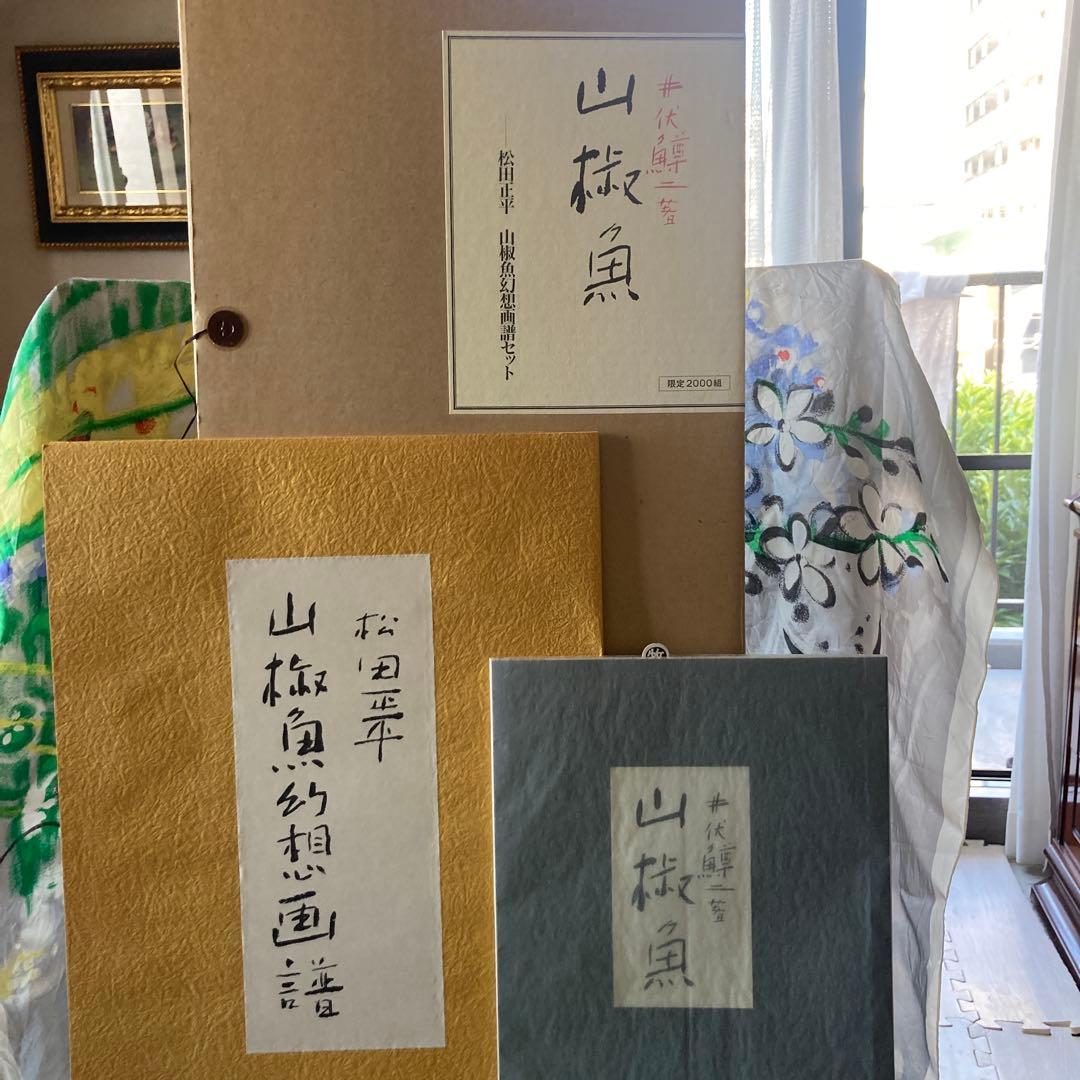 井伏鱒二著
山椒魚
──松田正平 山椒魚幻想画譜セット
限定2000組
松田正平
山椒魚幻想画譜
井伏鱒二著
山椒魚